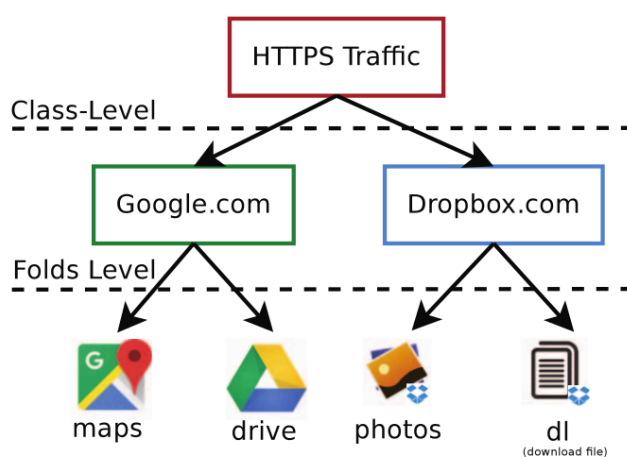 HTTPS Traffic
Class-Level
Google.com
Dropbox.com
Folds Level
G
maps
drive
photos
dl
(download file)